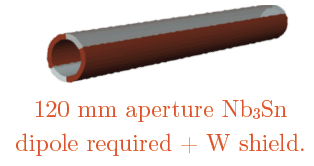 120 mm aperture Nb₃Sn
dipole required + W shield.